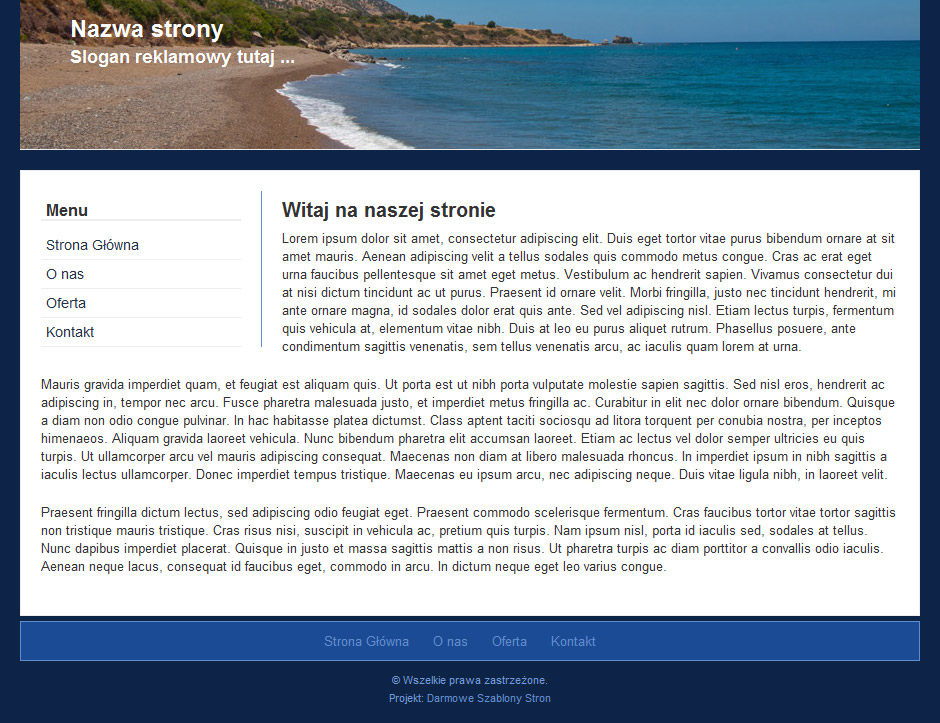 Nazwa strony
Slogan reklamowy tutaj ...
Menu
Strona Główna
O nas
Oferta
Kontakt
Witaj na naszej stronie
Lorem ipsum dolor sit amet, consectetur adipiscing elit. Duis eget tortor vitae purus bibendum ornare at sit
amet mauris. Aenean adipiscing velit a tellus sodales quis commodo metus congue. Cras ac erat eget
urna faucibus pellentesque sit amet eget metus. Vestibulum ac hendrerit sapien. Vivamus consectetur dui
at nisi dictum tincidunt ac ut purus. Praesent id ornare velit. Morbi fringilla, justo nec tincidunt hendrerit, mi
ante ornare magna, id sodales dolor erat quis ante. Sed vel adipiscing nisl. Etiam lectus turpis, fermentum
quis vehicula at, elementum vitae nibh. Duis at leo eu purus aliquet rutrum. Phasellus posuere, ante
condimentum sagittis venenatis, sem tellus venenatis arcu, ac iaculis quam lorem at urna.
Mauris gravida imperdiet quam, et feugiat est aliquam quis. Ut porta est ut nibh porta vulputate molestie sapien sagittis. Sed nisl eros, hendrerit ac
adipiscing in, tempor nec arcu. Fusce pharetra malesuada justo, et imperdiet metus fringilla ac. Curabitur in elit nec dolor ornare bibendum. Quisque
a diam non odio congue pulvinar. In hac habitasse platea dictumst. Class aptent taciti sociosqu ad litora torquent per conubia nostra, per inceptos
himenaeos. Aliquam gravida laoreet vehicula. Nunc bibendum pharetra elit accumsan laoreet. Etiam ac lectus vel dolor semper ultricies eu quis
turpis. Ut ullamcorper arcu vel mauris adipiscing consequat. Maecenas non diam at libero malesuada rhoncus. In imperdiet ipsum in nibh sagittis a
iaculis lectus ullamcorper. Donec imperdiet tempus tristique. Maecenas eu ipsum arcu, nec adipiscing neque. Duis vitae ligula nibh, in laoreet velit.
Praesent fringilla dictum lectus, sed adipiscing odio feugiat eget. Praesent commodo scelerisque fermentum. Cras faucibus tortor vitae tortor sagittis
non tristique mauris tristique. Cras risus nisi, suscipit in vehicula ac, pretium quis turpis. Nam ipsum nisl, porta id iaculis sed, sodales at tellus.
Nunc dapibus imperdiet placerat. Quisque in justo et massa sagittis mattis a non risus. Ut pharetra turpis ac diam porttitor a convallis odio iaculis.
Aenean neque lacus, consequat id faucibus eget, commodo in arcu. In dictum neque eget leo varius congue.
Strona Główna O nas Oferta Kontakt
© Wszelkie prawa zastrzeżone.
Projekt: Darmowe Szablony Stron